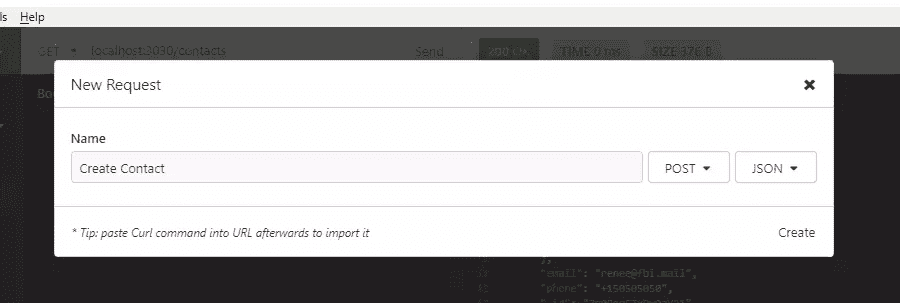 ls Help
GET localhost:3030/contacts Send 200 OK TIME 0 ms SIZE 376 B
New Request ✖
Bo
Name
Create Contact POST JSON
* Tip: paste Curl command into URL afterwards to import it Create
},
"email": "renee@fbi.mail",
"phone": "+150505050",